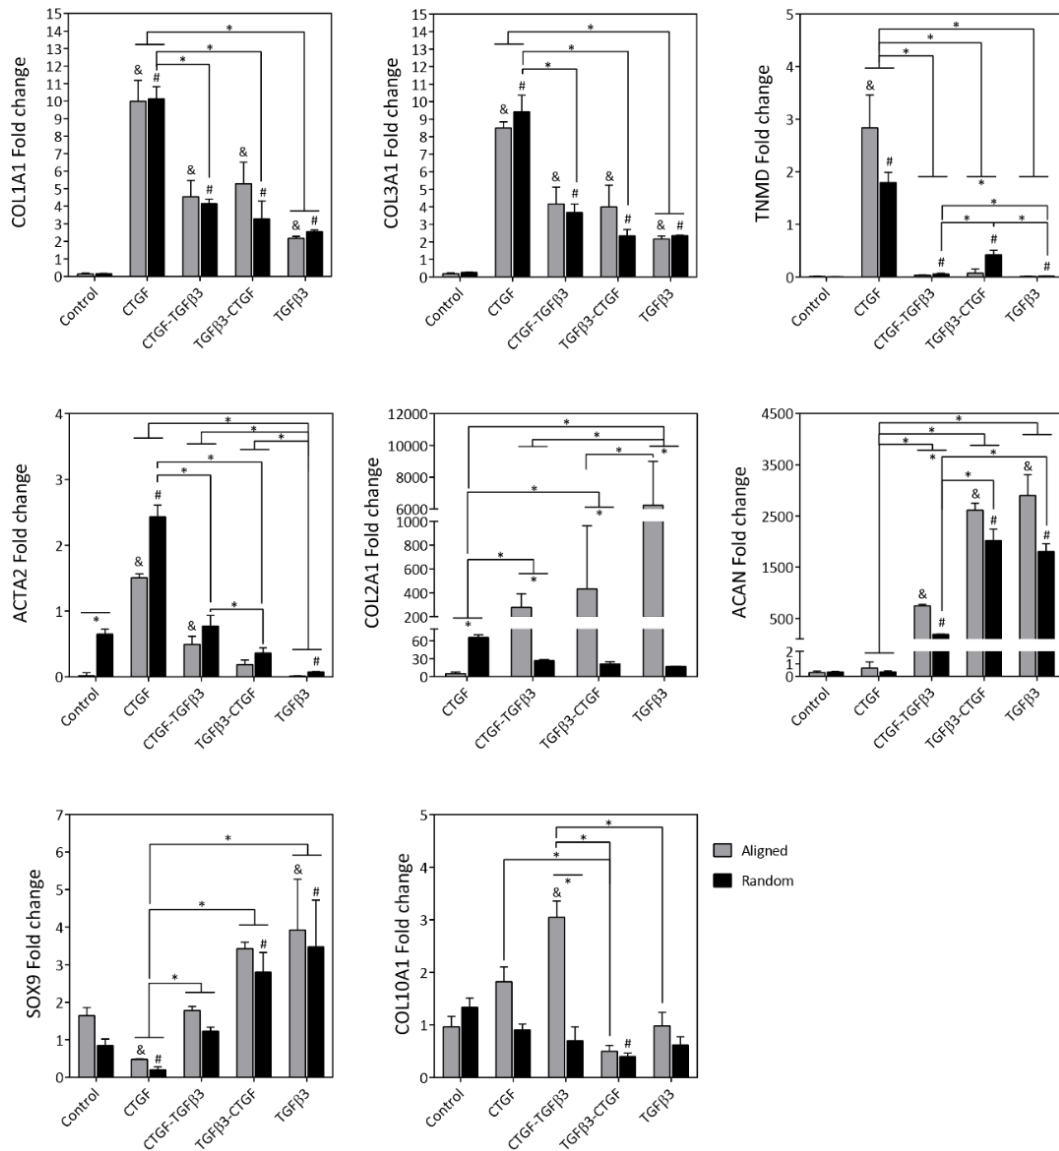 COL1A1 Fold change
15
14
13
12
11
10
9
8
7
6
5
4
3
2
1
0
* * *
& # & # & # & #
Control
CTGF
CTGF-TGFβ3
TGFβ3-CTGF
TGFβ3
COL3A1 Fold change
15
14
13
12
11
10
9
8
7
6
5
4
3
2
1
0
* * *
& # & # & # & #
Control
CTGF
CTGF-TGFβ3
TGFβ3-CTGF
TGFβ3
TNMD Fold change
5
4
3
2
1
0
* * *
& #
*
*
* *
# # #
Control
CTGF
CTGF-TGFβ3
TGFβ3-CTGF
TGFβ3
ACTA2 Fold change
4
3
2
1
0
*
*
*
*
*
*
*
& # & #
Control
CTGF
CTGF-TGFβ3
TGFβ3-CTGF
TGFβ3
COL2A1 Fold change
12000
10000
8000
6000
1000
800
600
400
200
60
30
0
*
*
*
*
*
*
*
*
*
CTGF
CTGF-TGFβ3
TGFβ3-CTGF
TGFβ3
ACAN Fold change
4500
3500
2500
1500
500
2
1
0
*
*
*
*
*
*
& # & # & #
Control
CTGF
CTGF-TGFβ3
TGFβ3-CTGF
TGFβ3
SOX9 Fold change
7
6
5
4
3
2
1
0
*
*
*
& # # & #
Control
CTGF
CTGF-TGFβ3
TGFβ3-CTGF
TGFβ3
COL10A1 Fold change
5
4
3
2
1
0
*
*
*
*
& #
Control
CTGF
CTGF-TGFβ3
TGFβ3-CTGF
TGFβ3
Aligned
Random